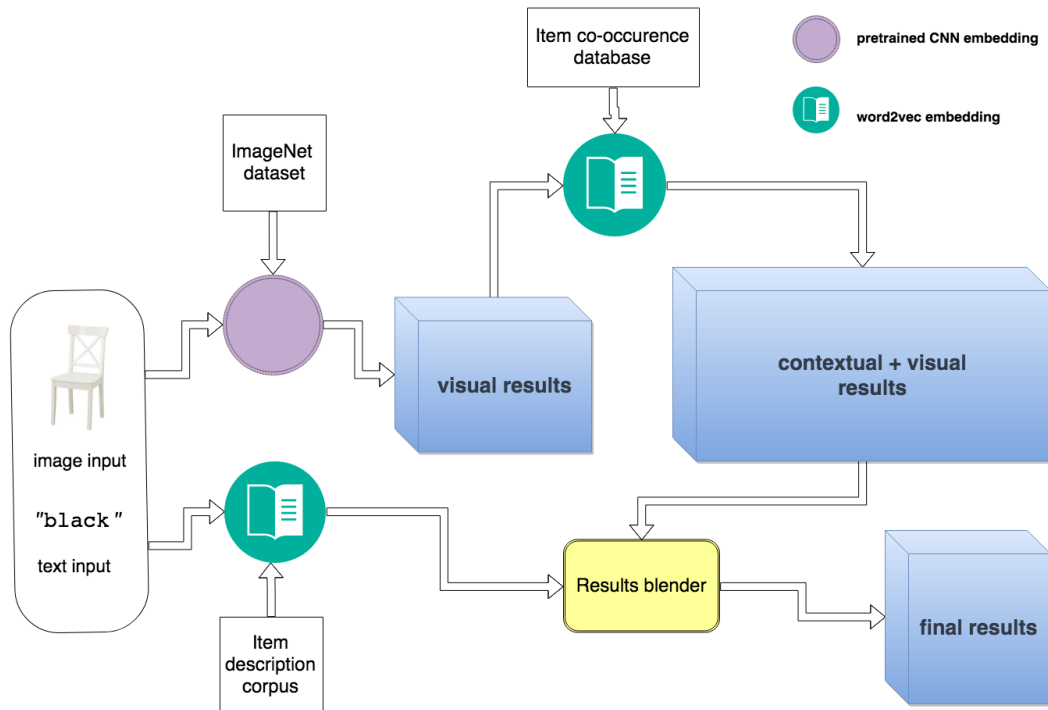 Item co-occurence
database
pretrained CNN embedding
word2vec embedding
ImageNet
dataset
visual results
contextual + visual
results
image input
"black"
text input
Results blender
final results
Item
description
corpus